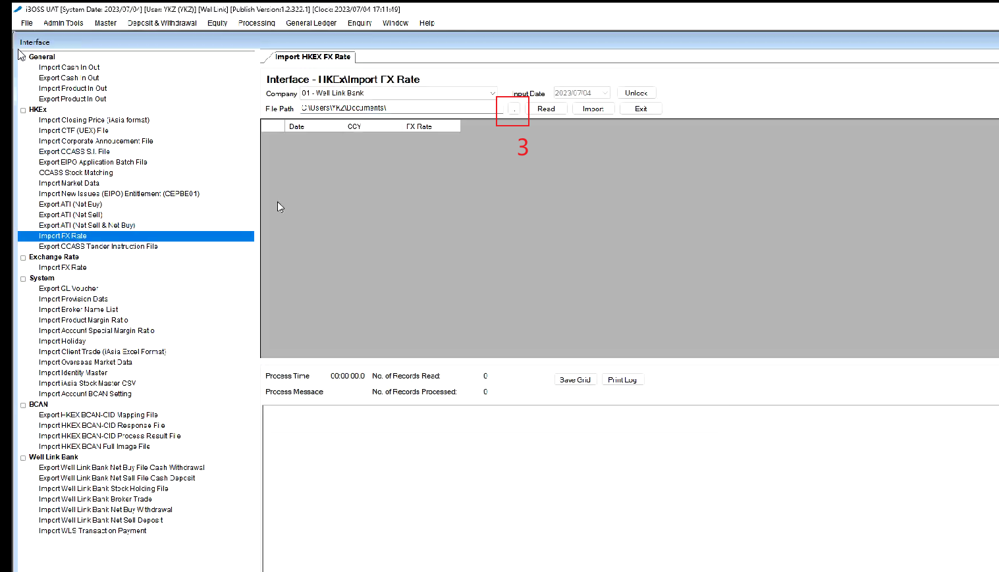 iBOSS UAT [System Date: 2023/07/04] [User: YKZ (YKZ)] [WellLink] [Publish Version:1.2.322.1] [Clock: 2023/07/04 17:11:49]
File Admin Tools Master Deposit & Withdrawal Equity Processing General Ledger Enquiry Window Help
Interface
General
Import Cash In Out
Export Cash In Out
Import Product In Out
Export Product In Out
HKEx
Import Closing Price (iAsia format)
Import CTF (UEX) File
Import Corporate Annoucement File
Export CCASS S.I. File
Export EIPO Application Batch File
CCASS Stock Matching
Import Market Data
Import New Issues (EIPO) Entitlement (CEPBE01)
Export ATI (Net Buy)
Export ATI (Net Sell)
Export ATI (Net Sell & Net Buy)
Import FX Rate
Export CCASS Tender Instruction File
Exchange Rate
Import FX Rate
System
Export GL Voucher
Import Provision Data
Import Broker Name List
Import Product Margin Ratio
Import Account Special Margin Ratio
Import Holiday
Import Client Trade (iAsia Excel Format)
Import Overseas Market Data
Import Identity Master
Import iAsia Stock Master CSV
Import Account BCAN Setting
BCAN
Export HKEX BCAN-CID Mapping File
Import HKEX BCAN-CID Response File
Import HKEX BCAN-CID Process Result File
Import HKEX BCAN Full Image File
Well Link Bank
Export Well Link Bank Net Buy File Cash Withdrawal
Export Well Link Bank Net Sell File Cash Deposit
Import Well Link Bank Stock Holding File
Import Well Link Bank Broker Trade
Import Well Link Bank Net Buy Withdrawal
Import Well Link Bank Net Sell Deposit
Import WLS Transaction Payment
Import HKEX FX Rate
Interface - HKEx\Import FX Rate
Company 01 - Well Link Bank Input Date 2023/07/04 Unlock
File Path C:\Users\YKZ\Documents\ . Read Import Exit
Date CCY FX Rate
3
Process Time 00:00:00.0 No. of Records Read: 0 Save Grid Print Log
Process Message No. of Records Processed: 0